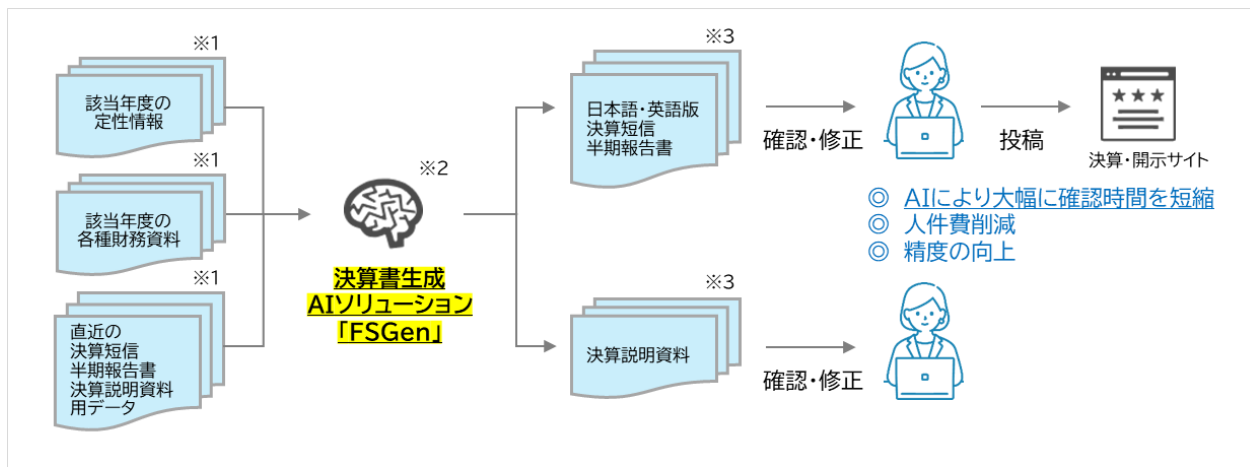 ※1
該当年度の
定性情報
※1
該当年度の
各種財務資料
※1
直近の
決算短信
半期報告書
決算説明資料
用データ
※2
決算書生成
AIソリューション
「FSGen」
※3
日本語・英語版
決算短信
半期報告書
確認・修正
投稿
決算・開示サイト
◎ AIにより大幅に確認時間を短縮
◎ 人件費削減
◎ 精度の向上
※3
決算説明資料
確認・修正